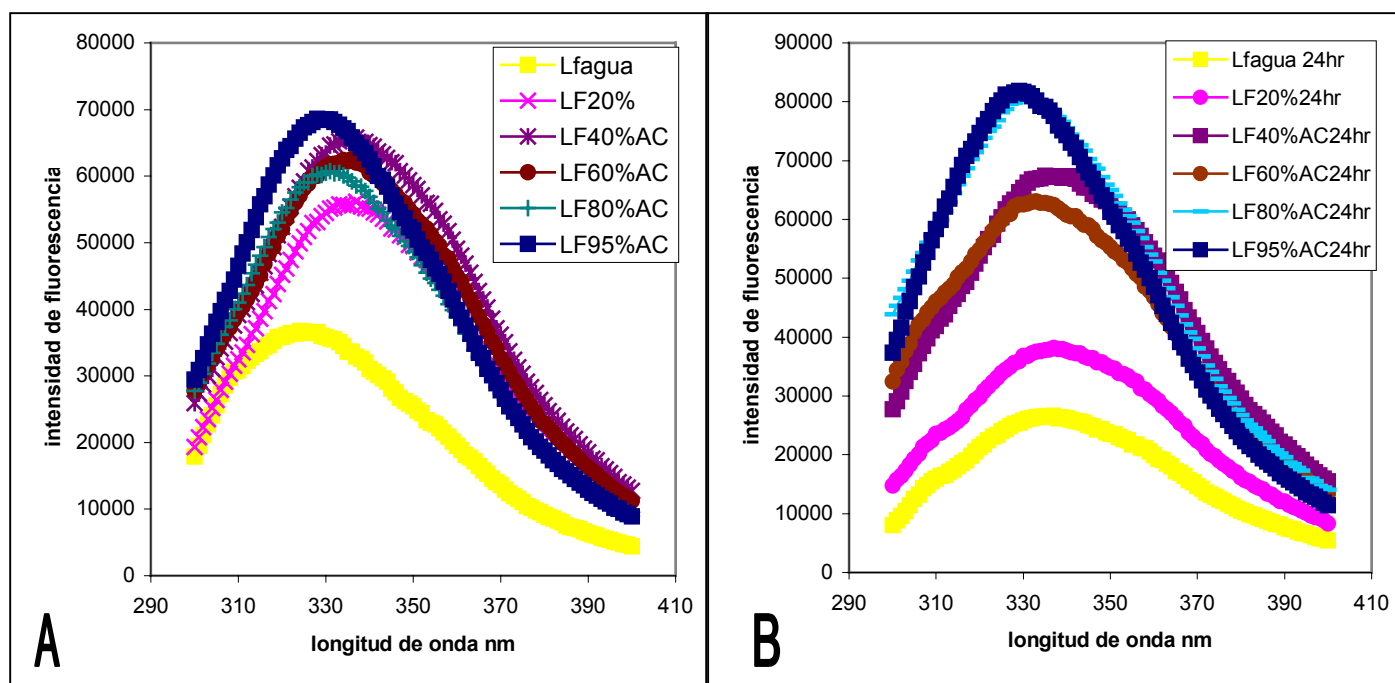 80000
70000
60000
50000
40000
30000
20000
10000
0
290
310
330
350
370
390
410
intensidad de fluorescencia
longitud de onda nm
Lfagua
LF20%
LF40%AC
LF60%AC
LF80%AC
LF95%AC
A
90000
80000
70000
60000
50000
40000
30000
20000
10000
0
290
310
330
350
370
390
410
intensidad de fluorescencia
longitud de onda nm
Lfagua 24hr
LF20%24hr
LF40%AC24hr
LF60%AC24hr
LF80%AC24hr
LF95%AC24hr
B